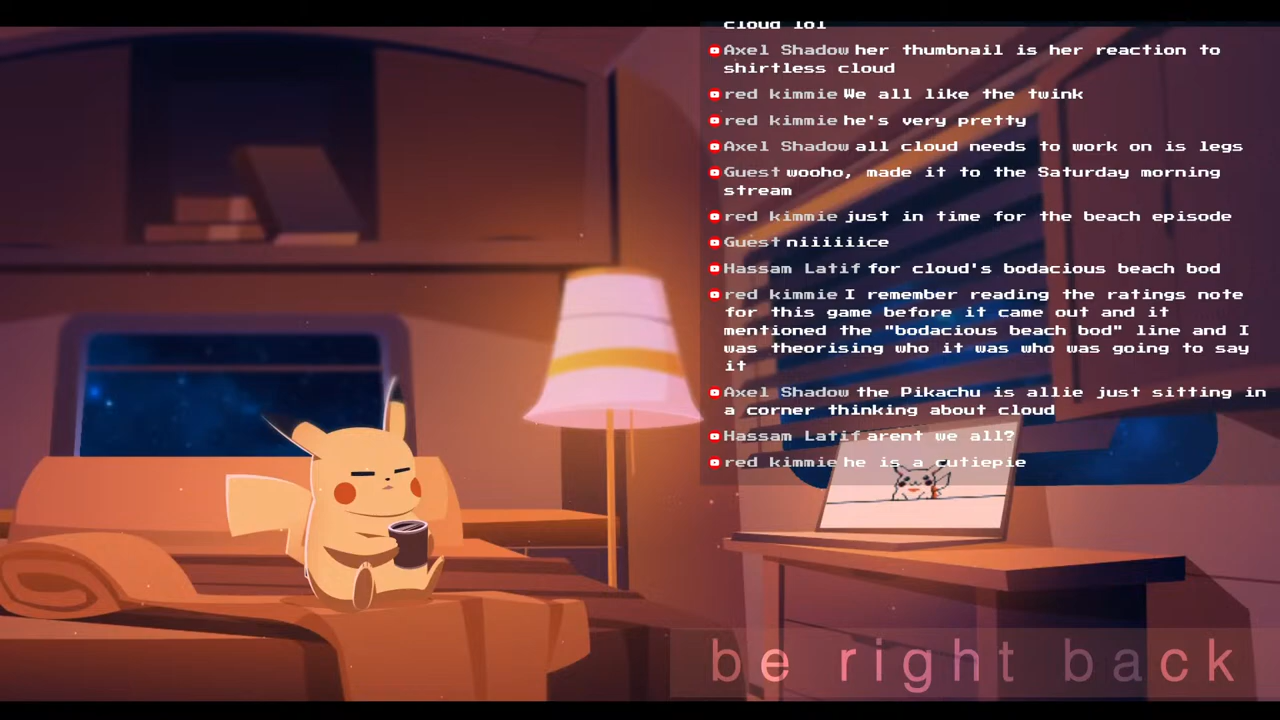 cloud lol
Axel Shadow her thumbnail is her reaction to
shirtless cloud
red kimmie We all like the twink
red kimmie he's very pretty
Axel Shadow all cloud needs to work on is legs
Guest wooho, made it to the Saturday morning
stream
red kimmie just in time for the beach episode
Guest niiiiiice
Hassam Latif for cloud's bodacious beach bod
red kimmie I remember reading the ratings note
for this game before it came out and it
mentioned the "bodacious beach bod" line and I
was theorising who it was who was going to say
it
Axel Shadow the Pikachu is allie just sitting in
a corner thinking about cloud
Hassam Latif arent we all?
red kimmie he is a cutiepie
be right back